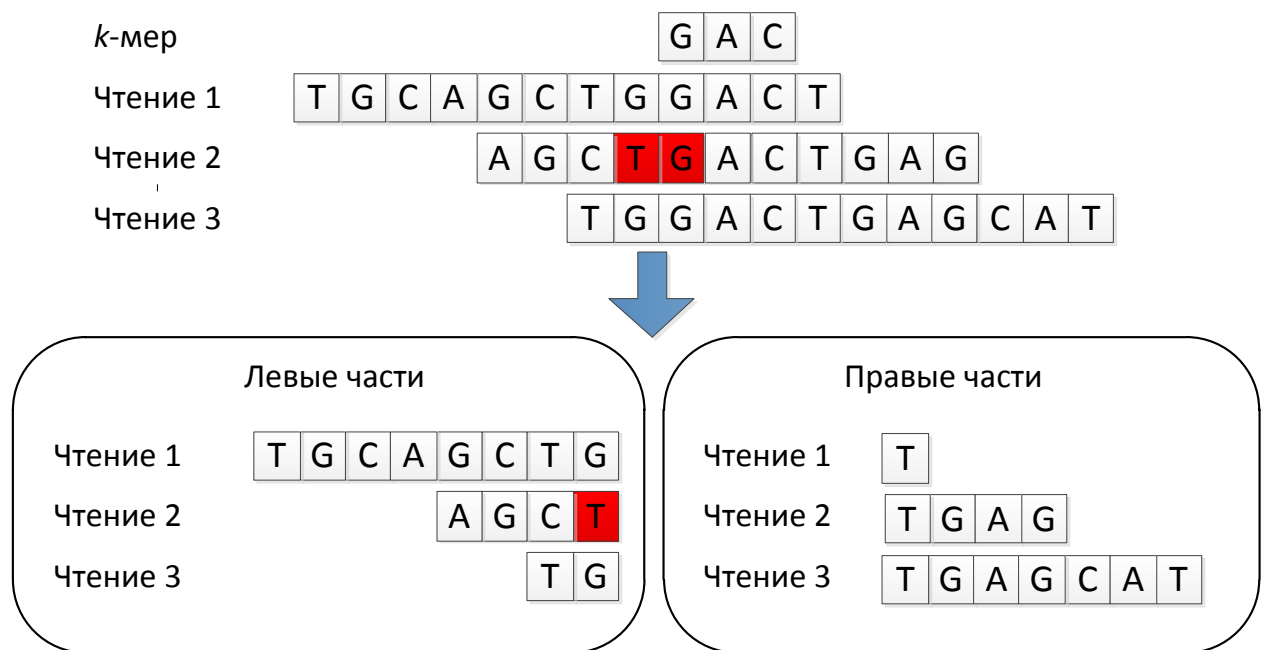 k-мер G A C
Чтение 1 T G C A G C T G G A C T
Чтение 2 A G C T G A C T G A G
Чтение 3 T G G A C T G A G C A T
Левые части
Чтение 1 T G C A G C T G
Чтение 2 A G C T
Чтение 3 T G
Правые части
Чтение 1 T
Чтение 2 T G A G
Чтение 3 T G A G C A T